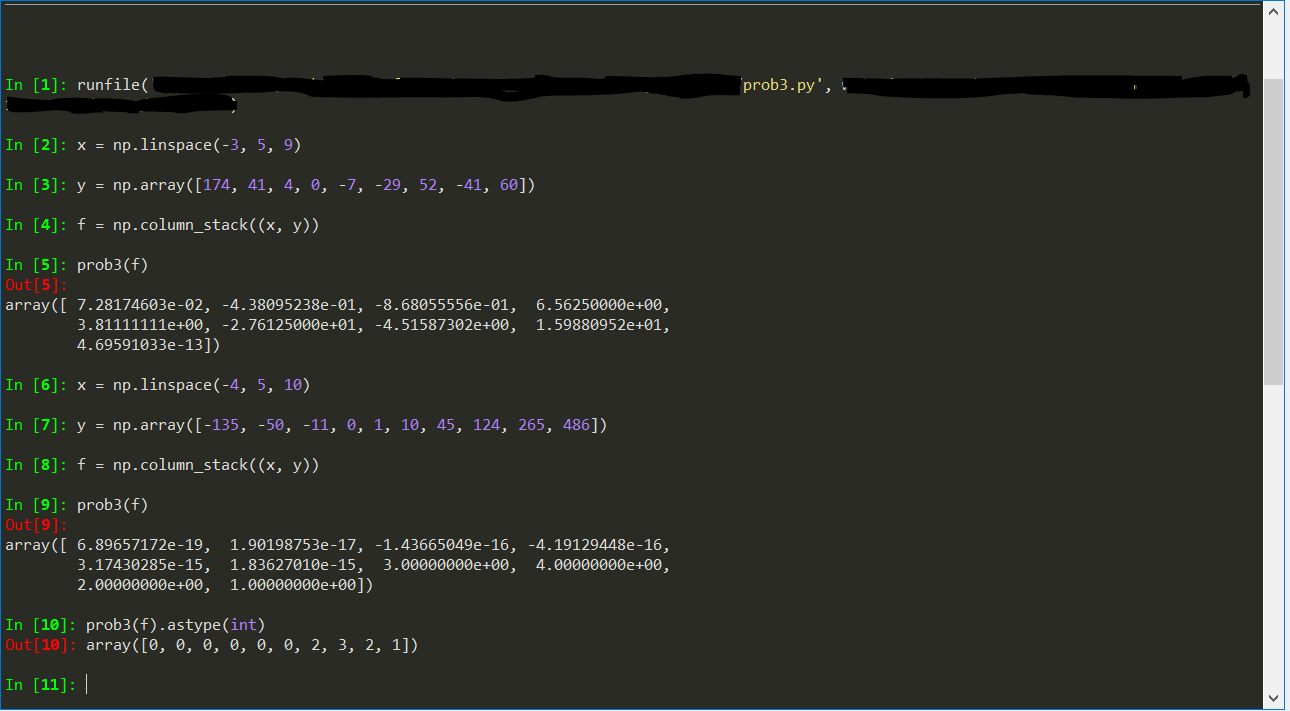 In [1]: runfile( prob3.py',
)
In [2]: x = np.linspace(-3, 5, 9)
In [3]: y = np.array([174, 41, 4, 0, -7, -29, 52, -41, 60])
In [4]: f = np.column_stack((x, y))
In [5]: prob3(f)
Out[5]:
array([ 7.28174603e-02, -4.38095238e-01, -8.68055556e-01,  6.56250000e+00,
        3.81111111e+00, -2.76125000e+01, -4.51587302e+00,  1.59880952e+01,
        4.69591033e-13])
In [6]: x = np.linspace(-4, 5, 10)
In [7]: y = np.array([-135, -50, -11, 0, 1, 10, 45, 124, 265, 486])
In [8]: f = np.column_stack((x, y))
In [9]: prob3(f)
Out[9]:
array([ 6.89657172e-19,  1.90198753e-17, -1.43665049e-16, -4.19129448e-16,
        3.17430285e-15,  1.83627010e-15,  3.00000000e+00,  4.00000000e+00,
        2.00000000e+00,  1.00000000e+00])
In [10]: prob3(f).astype(int)
Out[10]: array([0, 0, 0, 0, 0, 0, 2, 3, 2, 1])
In [11]: